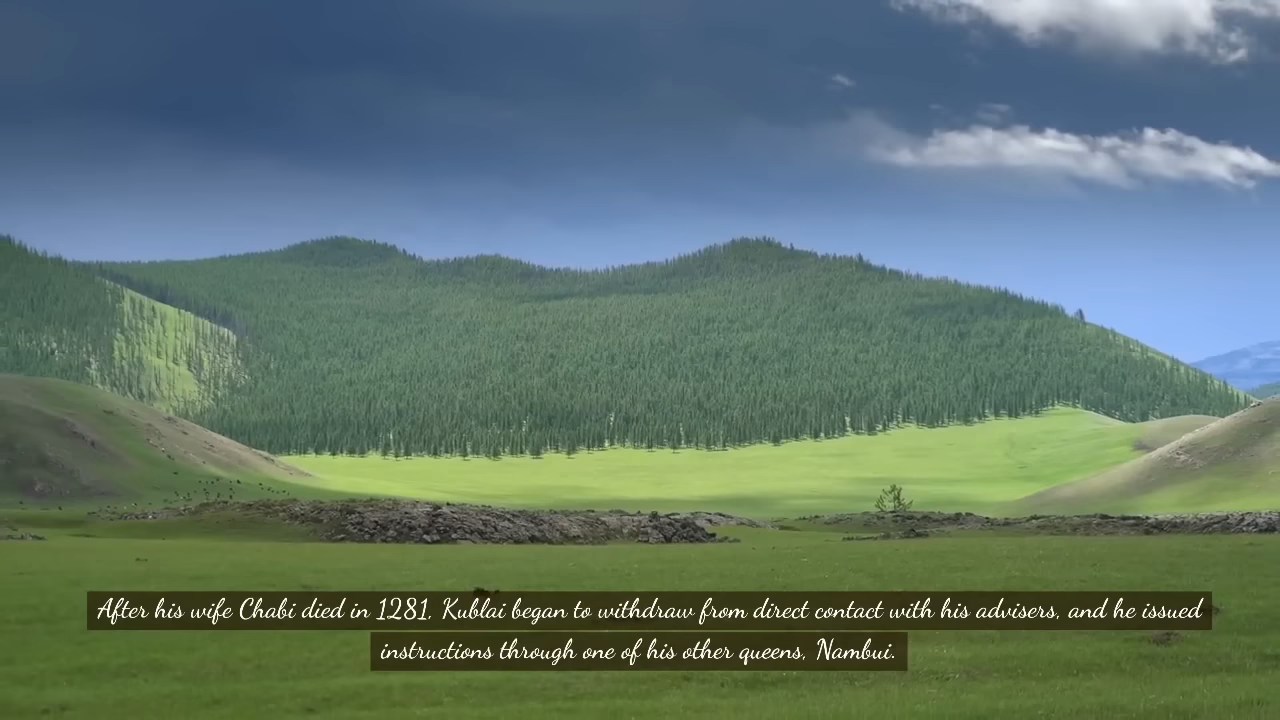 After his wife Chabi died in 1281, Kublai began to withdraw from direct contact with his advisers, and he issued
instructions through one of his other queens, Nambui.